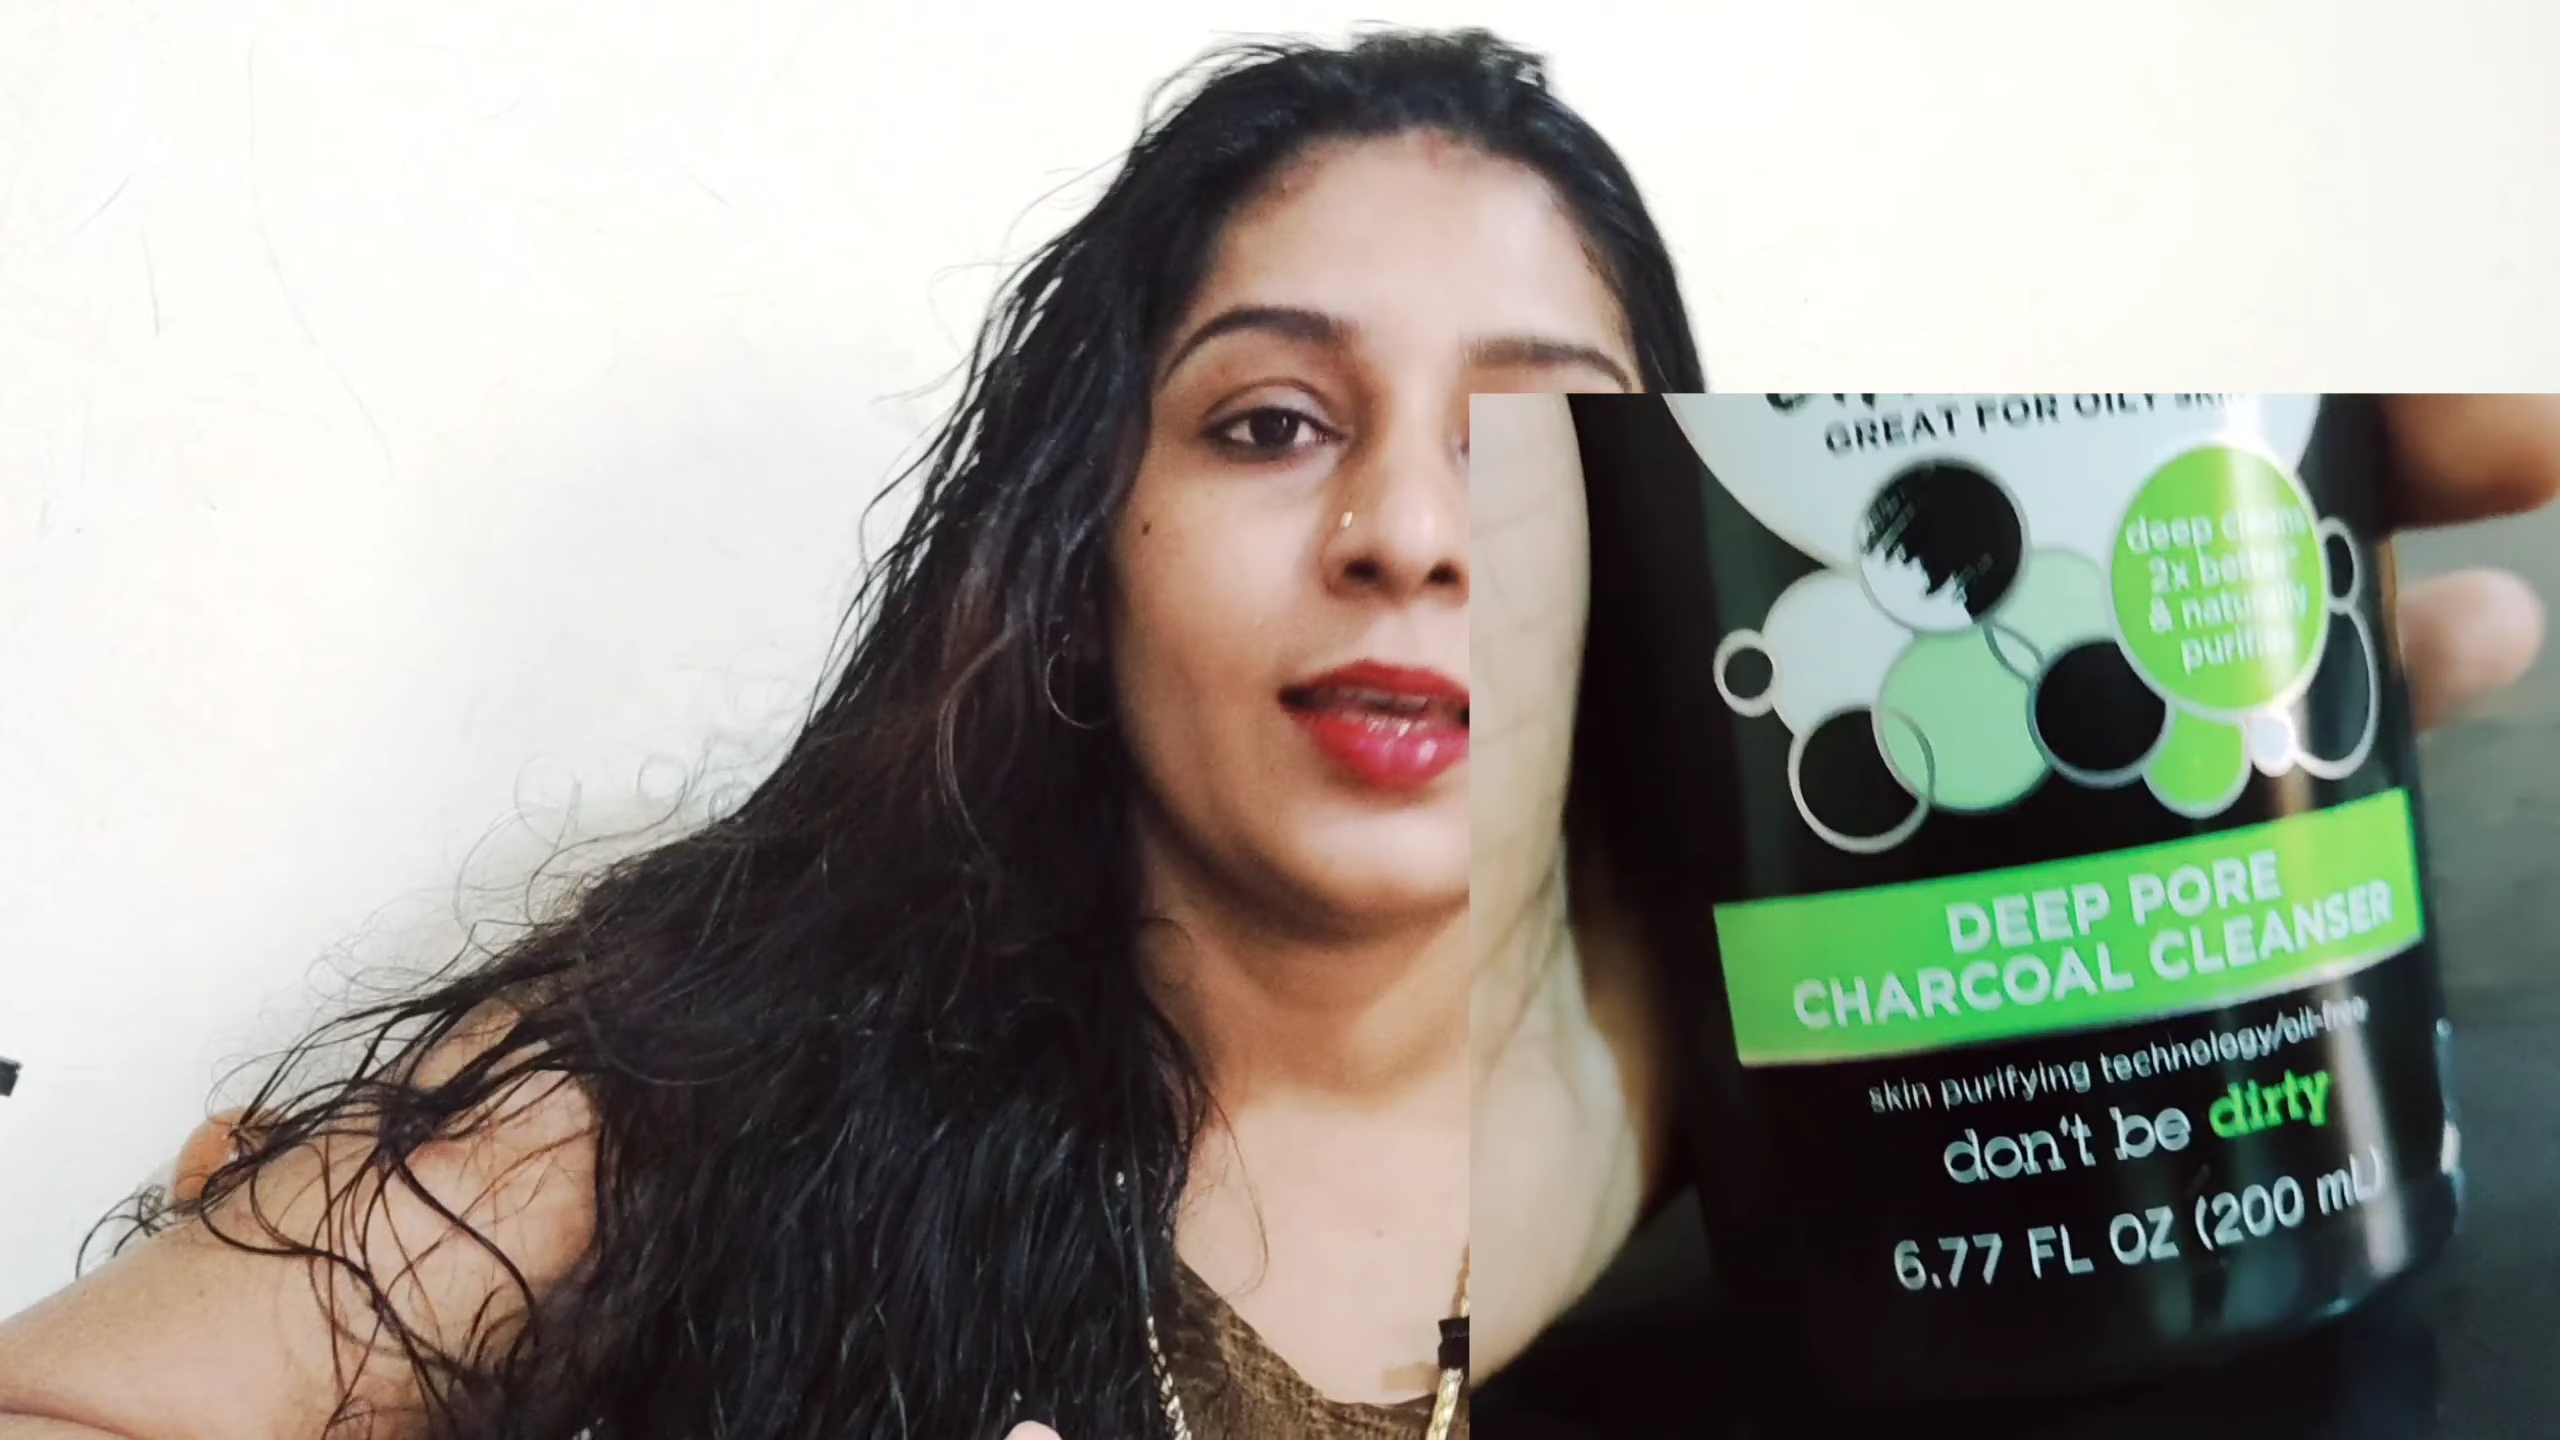 GREAT FOR OILY SKIN
deep cleans
2x better*
& naturally
purifies
DEEP PORE
CHARCOAL CLEANSER
skin purifying technology/oil-free
don't be dirty
6.77 FL OZ (200 mL)